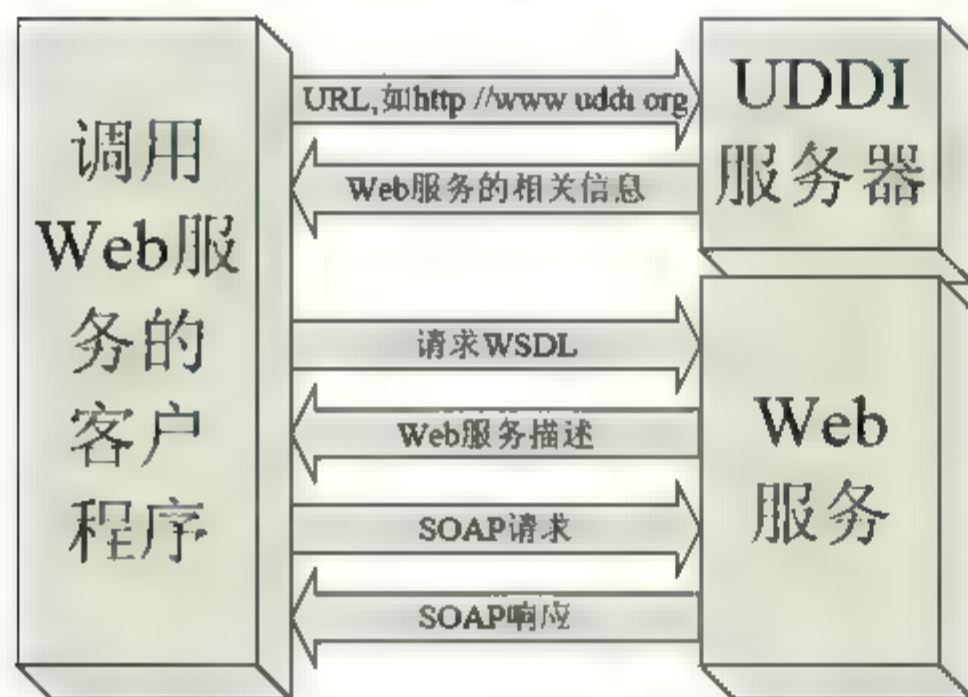 调用
Web服
务的
客户
程序
URL,如http //www uddi org
Web服务的相关信息
请求WSDL
Web服务描述
SOAP请求
SOAP响应
UDDI
服务器
Web
服务